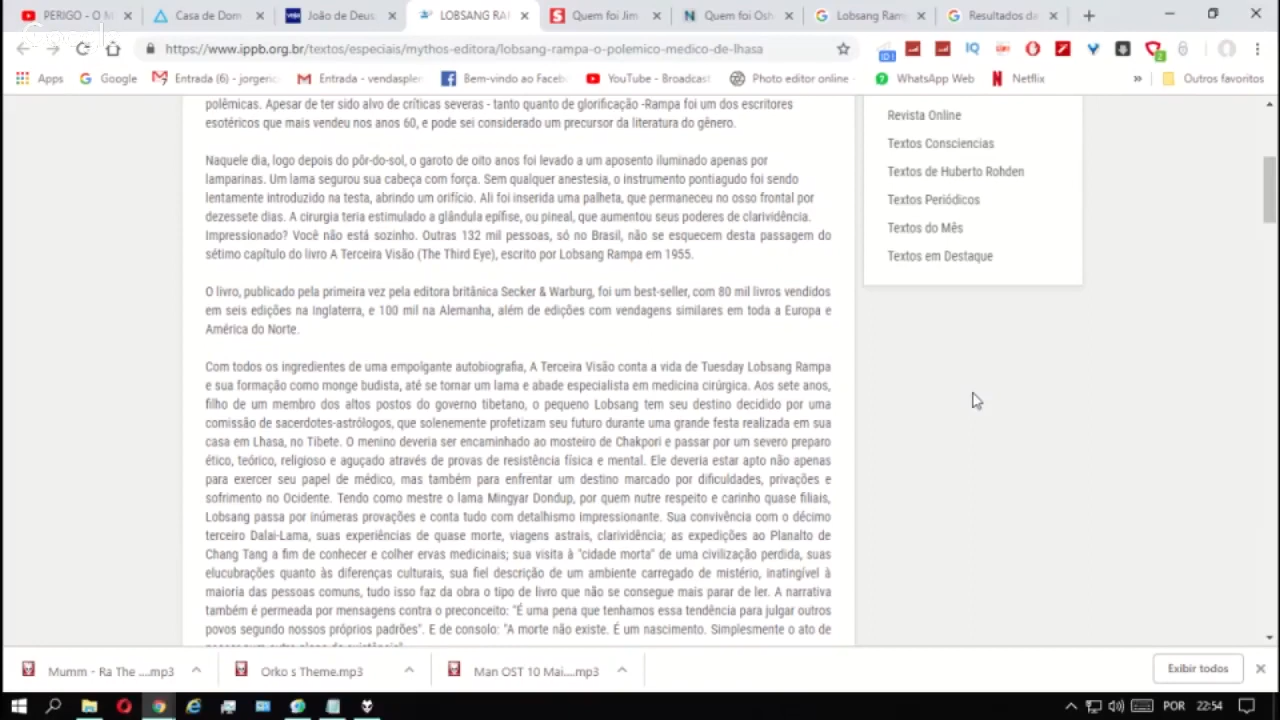 PERIGO - O M
Casa de Dom
João de Deus
LOBSANG RA
Quem foi Jim
Quem foi Osh
Lobsang Ram
Resultados da
Google
https://www.ippb.org.br/textos/especiais/mythos-editora/lobsang-rampa-o-polemico-medico-de-lhasa
Apps
Google
Entrada (6) - jorgenc
Entrada - vendasplen
Bem-vindo ao Faceb
YouTube - Broadcast
Photo editor online
WhatsApp Web
Netflix
»
Outros favoritos
polêmicas. Apesar de ter sido alvo de críticas severas - tanto quanto de glorificação -Rampa foi um dos escritores
esotéricos que mais vendeu nos anos 60, e pode sei considerado um precursor da literatura do gênero.
Naquele dia, logo depois do pôr-do-sol, o garoto de oito anos foi levado a um aposento iluminado apenas por
lamparinas. Um lama segurou sua cabeça com força. Sem qualquer anestesia, o instrumento pontiagudo foi sendo
lentamente introduzido na testa, abrindo um orifício. Ali foi inserida uma palheta, que permaneceu no osso frontal por
dezessete dias. A cirurgia teria estimulado a glândula epífise, ou pineal, que aumentou seus poderes de clarividência.
Impressionado? Você não está sozinho. Outras 132 mil pessoas, só no Brasil, não se esquecem desta passagem do
sétimo capítulo do livro A Terceira Visão (The Third Eye), escrito por Lobsang Rampa em 1955.
O livro, publicado pela primeira vez pela editora britânica Secker & Warburg, foi um best-seller, com 80 mil livros vendidos
em seis edições na Inglaterra, e 100 mil na Alemanha, além de edições com vendagens similares em toda a Europa e
América do Norte.
Com todos os ingredientes de uma empolgante autobiografia, A Terceira Visão conta a vida de Tuesday Lobsang Rampa
e sua formação como monge budista, até se tornar um lama e abade especialista em medicina cirúrgica. Aos sete anos,
filho de um membro dos altos postos do governo tibetano, o pequeno Lobsang tem seu destino decidido por uma
comissão de sacerdotes-astrólogos, que solenemente profetizam seu futuro durante uma grande festa realizada em sua
casa em Lhasa, no Tibete. O menino deveria ser encaminhado ao mosteiro de Chakpori e passar por um severo preparo
ético, teórico, religioso e aguçado através de provas de resistência física e mental. Ele deveria estar apto não apenas
para exercer seu papel de médico, mas também para enfrentar um destino marcado por dificuldades, privações e
sofrimento no Ocidente. Tendo como mestre o lama Mingyar Dondup, por quem nutre respeito e carinho quase filiais,
Lobsang passa por inúmeras provações e conta tudo com detalhismo impressionante. Sua convivência com o décimo
terceiro Dalai-Lama, suas experiências de quase morte, viagens astrais, clarividência; as expedições ao Planalto de
Chang Tang a fim de conhecer e colher ervas medicinais; sua visita à "cidade morta" de uma civilização perdida, suas
elucubrações quanto às diferenças culturais, sua fiel descrição de um ambiente carregado de mistério, inatingível à
maioria das pessoas comuns, tudo isso faz da obra o tipo de livro que não se consegue mais parar de ler. A narrativa
também é permeada por mensagens contra o preconceito: "É uma pena que tenhamos essa tendência para julgar outros
povos segundo nossos próprios padrões". E de consolo: "A morte não existe. É um nascimento. Simplesmente o ato de
Revista Online
Textos Consciencias
Textos de Huberto Rohden
Textos Periódicos
Textos do Mês
Textos em Destaque
Mumm - Ra The ....mp3
Orko s Theme.mp3
Man OST 10 Mai....mp3
Exibir todos
POR
22:54